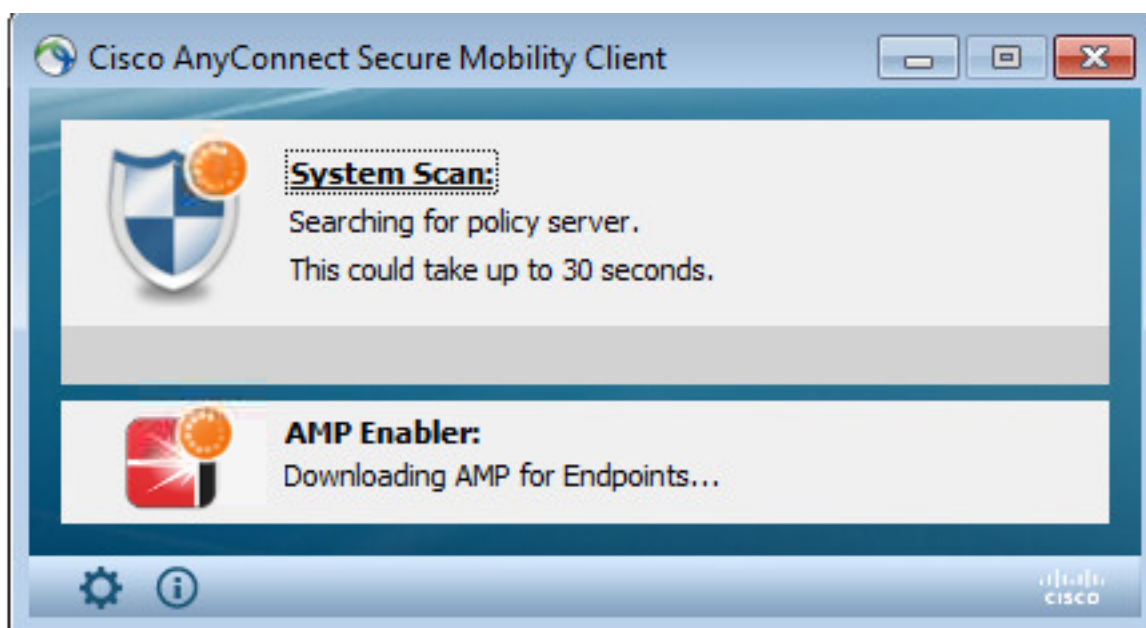 Cisco AnyConnect Secure Mobility Client
System Scan:
Searching for policy server.
This could take up to 30 seconds.
AMP Enabler:
Downloading AMP for Endpoints...
CISCO